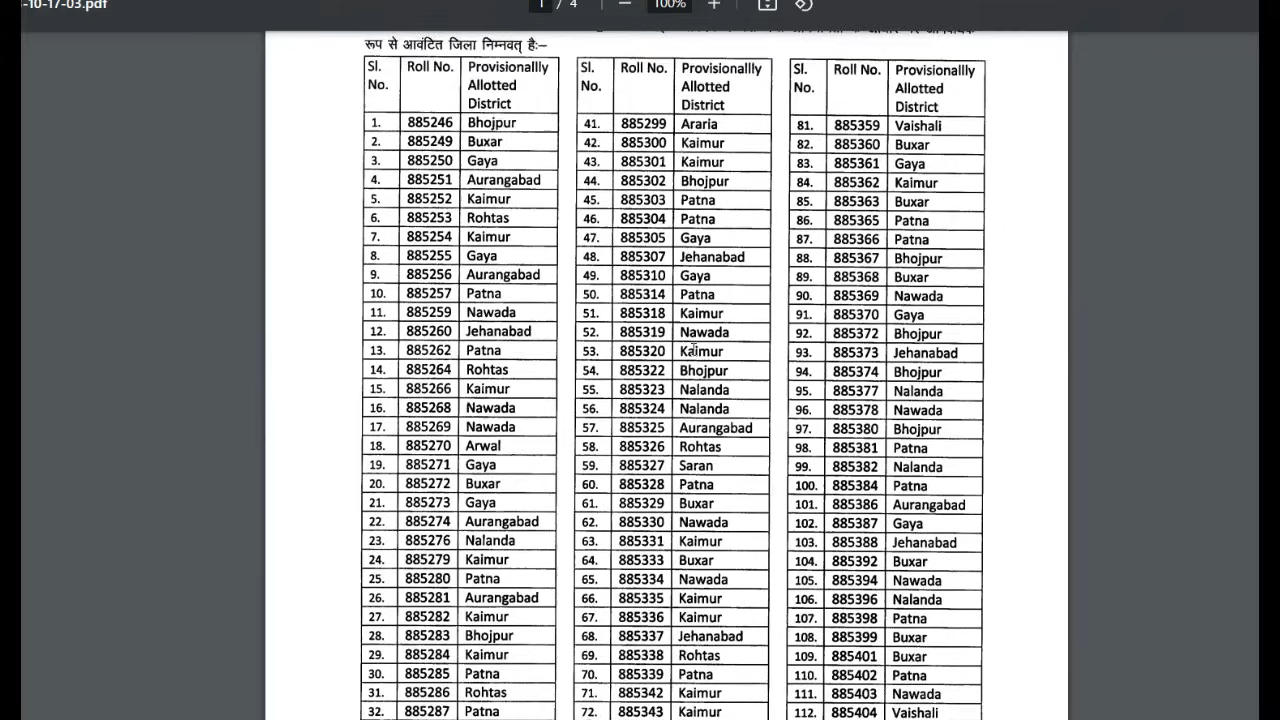 -10-17-03.pdf
1 / 4 — 100% +
रूप से आवंटित जिला निम्नवत् है:–
Sl. No. Roll No. Provisionallly Allotted District
1. 885246 Bhojpur
2. 885249 Buxar
3. 885250 Gaya
4. 885251 Aurangabad
5. 885252 Kaimur
6. 885253 Rohtas
7. 885254 Kaimur
8. 885255 Gaya
9. 885256 Aurangabad
10. 885257 Patna
11. 885259 Nawada
12. 885260 Jehanabad
13. 885262 Patna
14. 885264 Rohtas
15. 885266 Kaimur
16. 885268 Nawada
17. 885269 Nawada
18. 885270 Arwal
19. 885271 Gaya
20. 885272 Buxar
21. 885273 Gaya
22. 885274 Aurangabad
23. 885276 Nalanda
24. 885279 Kaimur
25. 885280 Patna
26. 885281 Aurangabad
27. 885282 Kaimur
28. 885283 Bhojpur
29. 885284 Kaimur
30. 885285 Patna
31. 885286 Rohtas
32. 885287 Patna
Sl. No. Roll No. Provisionallly Allotted District
41. 885299 Araria
42. 885300 Kaimur
43. 885301 Kaimur
44. 885302 Bhojpur
45. 885303 Patna
46. 885304 Patna
47. 885305 Gaya
48. 885307 Jehanabad
49. 885310 Gaya
50. 885314 Patna
51. 885318 Kaimur
52. 885319 Nawada
53. 885320 Kaimur
54. 885322 Bhojpur
55. 885323 Nalanda
56. 885324 Nalanda
57. 885325 Aurangabad
58. 885326 Rohtas
59. 885327 Saran
60. 885328 Patna
61. 885329 Buxar
62. 885330 Nawada
63. 885331 Kaimur
64. 885333 Buxar
65. 885334 Nawada
66. 885335 Kaimur
67. 885336 Kaimur
68. 885337 Jehanabad
69. 885338 Rohtas
70. 885339 Patna
71. 885342 Kaimur
72. 885343 Kaimur
Sl. No. Roll No. Provisionallly Allotted District
81. 885359 Vaishali
82. 885360 Buxar
83. 885361 Gaya
84. 885362 Kaimur
85. 885363 Buxar
86. 885365 Patna
87. 885366 Patna
88. 885367 Bhojpur
89. 885368 Buxar
90. 885369 Nawada
91. 885370 Gaya
92. 885372 Bhojpur
93. 885373 Jehanabad
94. 885374 Bhojpur
95. 885377 Nalanda
96. 885378 Nawada
97. 885380 Bhojpur
98. 885381 Patna
99. 885382 Nalanda
100. 885384 Patna
101. 885386 Aurangabad
102. 885387 Gaya
103. 885388 Jehanabad
104. 885392 Buxar
105. 885394 Nawada
106. 885396 Nalanda
107. 885398 Patna
108. 885399 Buxar
109. 885401 Buxar
110. 885402 Patna
111. 885403 Nawada
112. 885404 Vaishali